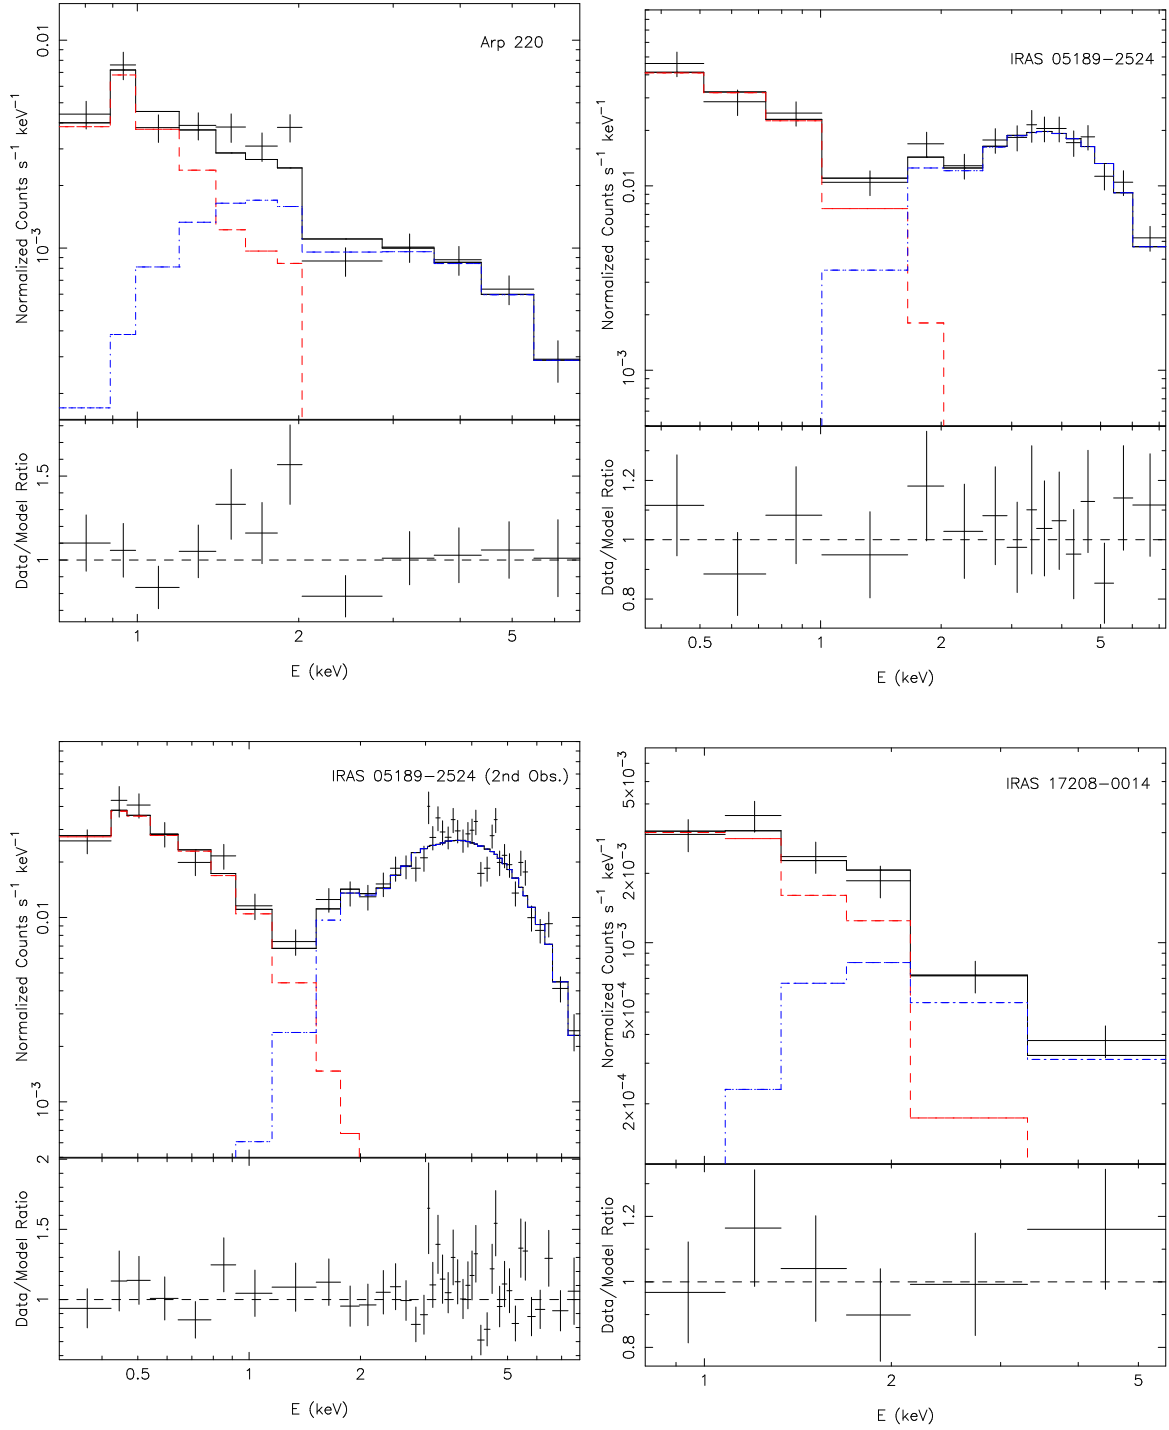 Arp 220
Normalized Counts s⁻¹ keV⁻¹
0.01
10⁻³
Data/Model Ratio
1.5
1
1
2
5
E (keV)
IRAS 05189−2524
Normalized Counts s⁻¹ keV⁻¹
0.01
10⁻³
Data/Model Ratio
1.2
1
0.8
0.5
1
2
5
E (keV)
IRAS 05189−2524 (2nd Obs.)
Normalized Counts s⁻¹ keV⁻¹
0.01
10⁻³
Data/Model Ratio
2
1.5
1
0.5
1
2
5
E (keV)
IRAS 17208−0014
Normalized Counts s⁻¹ keV⁻¹
5×10⁻³
2×10⁻³
10⁻³
5×10⁻⁴
2×10⁻⁴
Data/Model Ratio
1.2
1
0.8
1
2
5
E (keV)